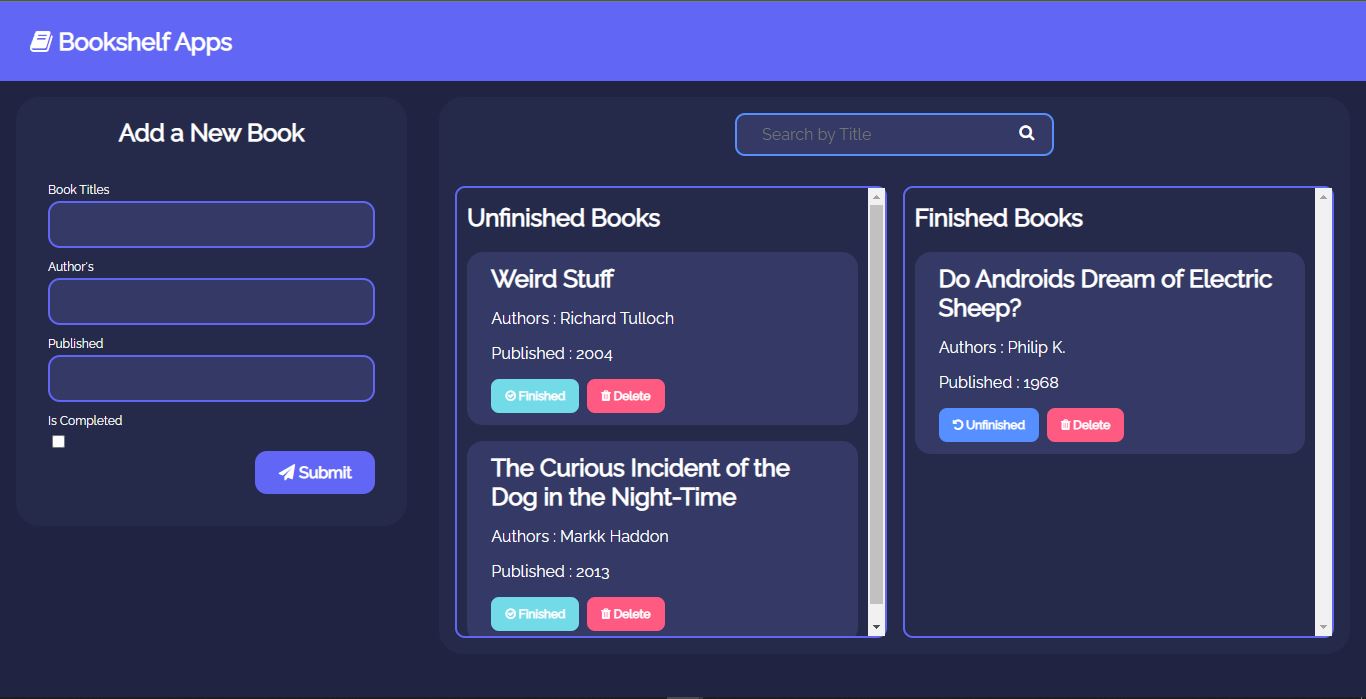 Bookshelf Apps
Add a New Book
Book Titles
Author's
Published
Is Completed
Submit
Search by Title
Unfinished Books
Weird Stuff
Authors : Richard Tulloch
Published : 2004
Finished Delete
The Curious Incident of the
Dog in the Night-Time
Authors : Markk Haddon
Published : 2013
Finished Delete
Finished Books
Do Androids Dream of Electric
Sheep?
Authors : Philip K.
Published : 1968
Unfinished Delete